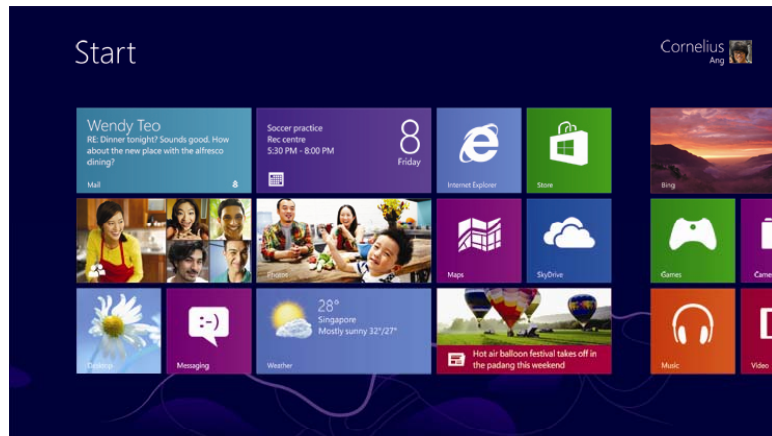 Start
Cornelius
Ang
Wendy Teo
RE: Dinner tonight? Sounds good. How
about the new place with the alfresco
dining?
Mail
8
Soccer practice
Rec centre
5:30 PM - 8:00 PM
8
Friday
Internet Explorer
Store
Bing
Photos
Maps
SkyDrive
Games
Came
Desktop
:-)
Messaging
28°
Singapore
Mostly sunny 32°/27°
Weather
Hot air balloon festival takes off in
the padang this weekend
Music
Video